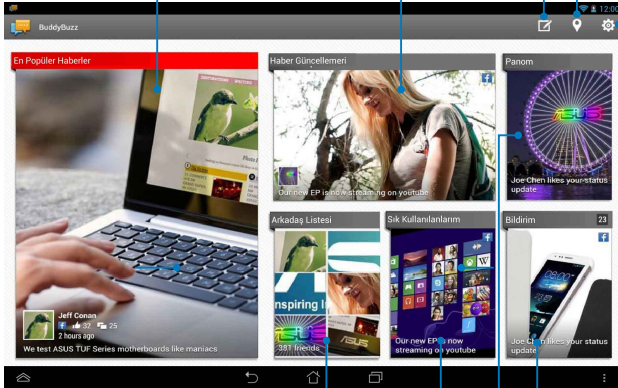 12:00
BuddyBuzz
En Popüler Haberler
Jeff Conan
32 25
2 hours ago
We test ASUS TUF Series motherboards like maniacs
Haber Güncellemeri
Our new EP is now streaming on youtube
Panom
ASUS
Joe Chen likes your status
update
Arkadaş Listesi
nspiring I
381 friends
Sık Kullanılanlarım
Our new EP is now
streaming on youtube
Bildirim 23
Joe Chen likes your status
update